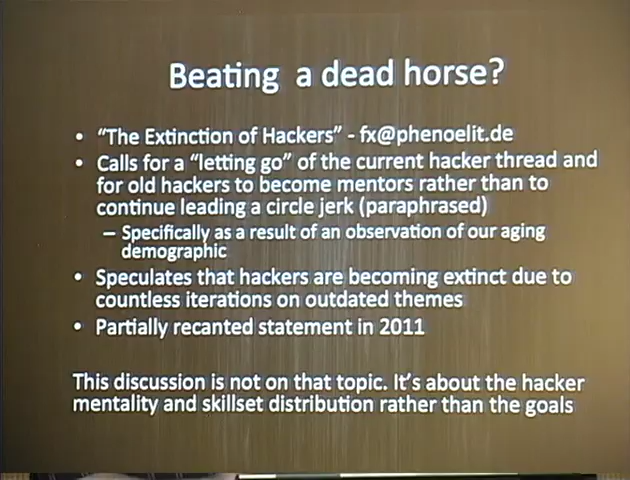 Beating a dead horse?
• “The Extinction of Hackers” - fx@phenoelit.de
• Calls for a “letting go” of the current hacker thread and
for old hackers to become mentors rather than to
continue leading a circle jerk (paraphrased)
– Specifically as a result of an observation of our aging
demographic
• Speculates that hackers are becoming extinct due to
countless iterations on outdated themes
• Partially recanted statement in 2011
This discussion is not on that topic. It’s about the hacker
mentality and skillset distribution rather than the goals